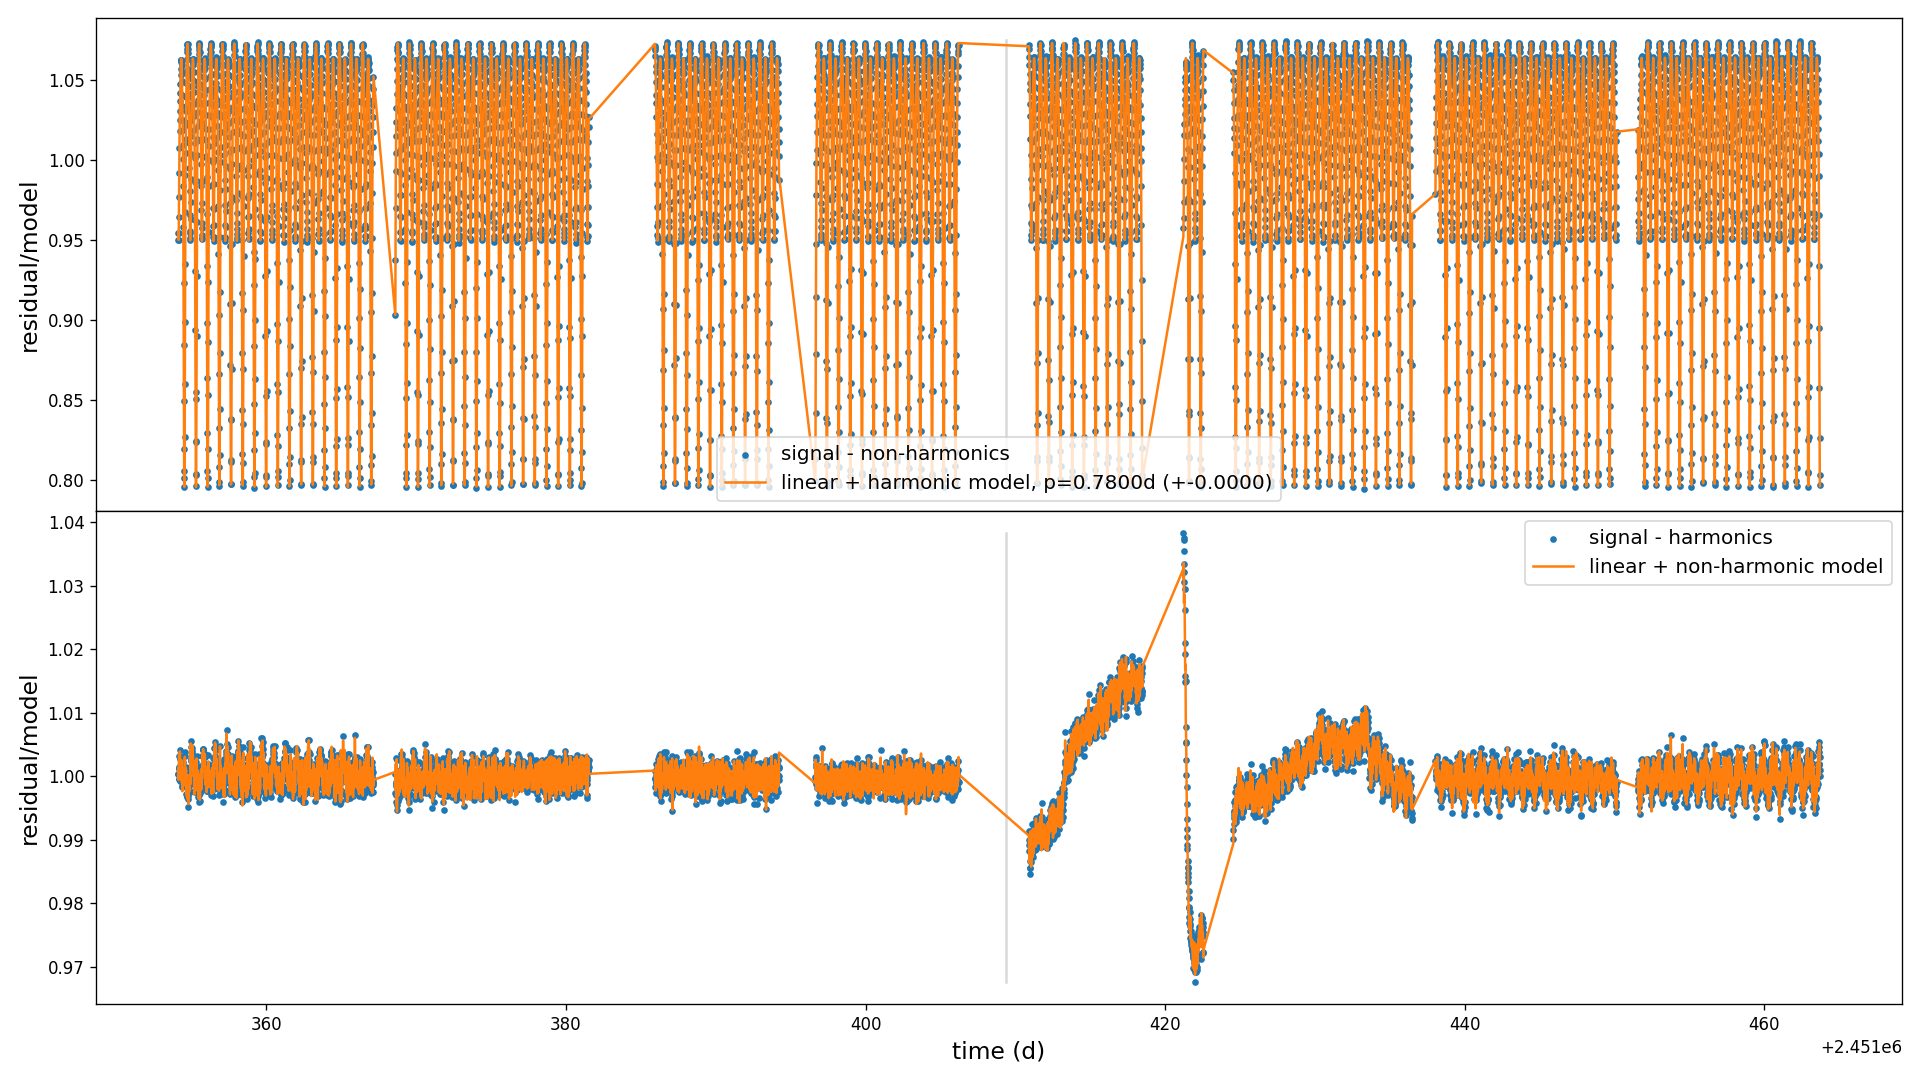 residual/model
1.05
1.00
0.95
0.90
0.85
0.80
signal - non-harmonics
linear + harmonic model, p=0.7800d (+-0.0000)
residual/model
1.04
1.03
1.02
1.01
1.00
0.99
0.98
0.97
signal - harmonics
linear + non-harmonic model
360
380
400
420
440
460
time (d)
+2.451e6